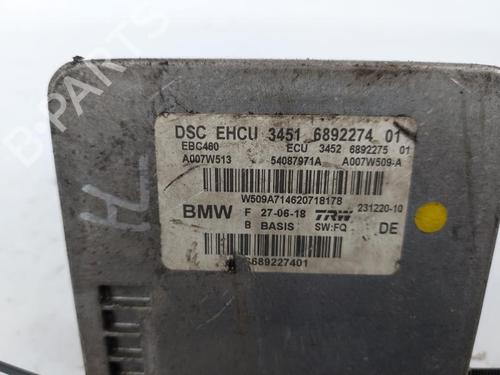 DSC EHCU 3451 6892274 01
EBC460 ECU 3452 6892275 01
A007W513 54087971A A007W509-A
W509A714620718178
BMW F 27-06-18 TRW 231220-10
B BASIS SW:FQ DE
689227401
HL
B-PARTS